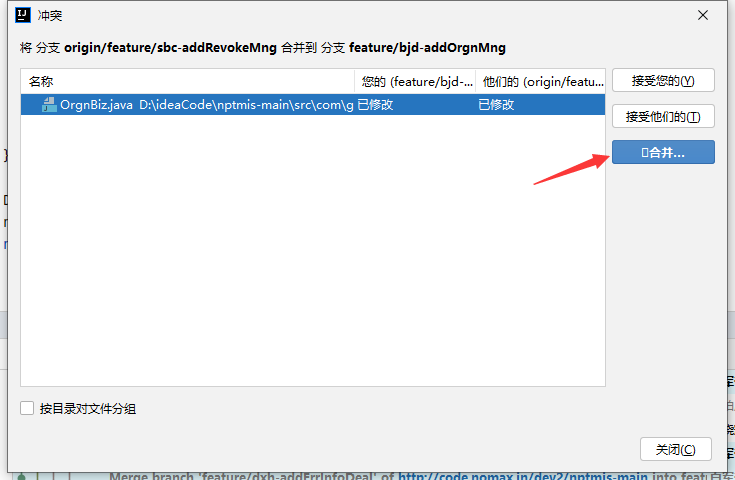 冲突
将 分支 origin/feature/sbc-addRevokeMng 合并到 分支 feature/bjd-addOrgnMng
名称 您的 (feature/bjd-... 他们的 (origin/featu...
OrgnBiz.java D:\ideaCode\nptmis-main\src\com\g 已修改 已修改
接受您的(Y)
接受他们的(T)
合并...
按目录对文件分组
关闭(C)
Merge branch 'feature/dxh-addErrInfoDeal' of http://code.nomax.in/dev2/nptmis-main into feat